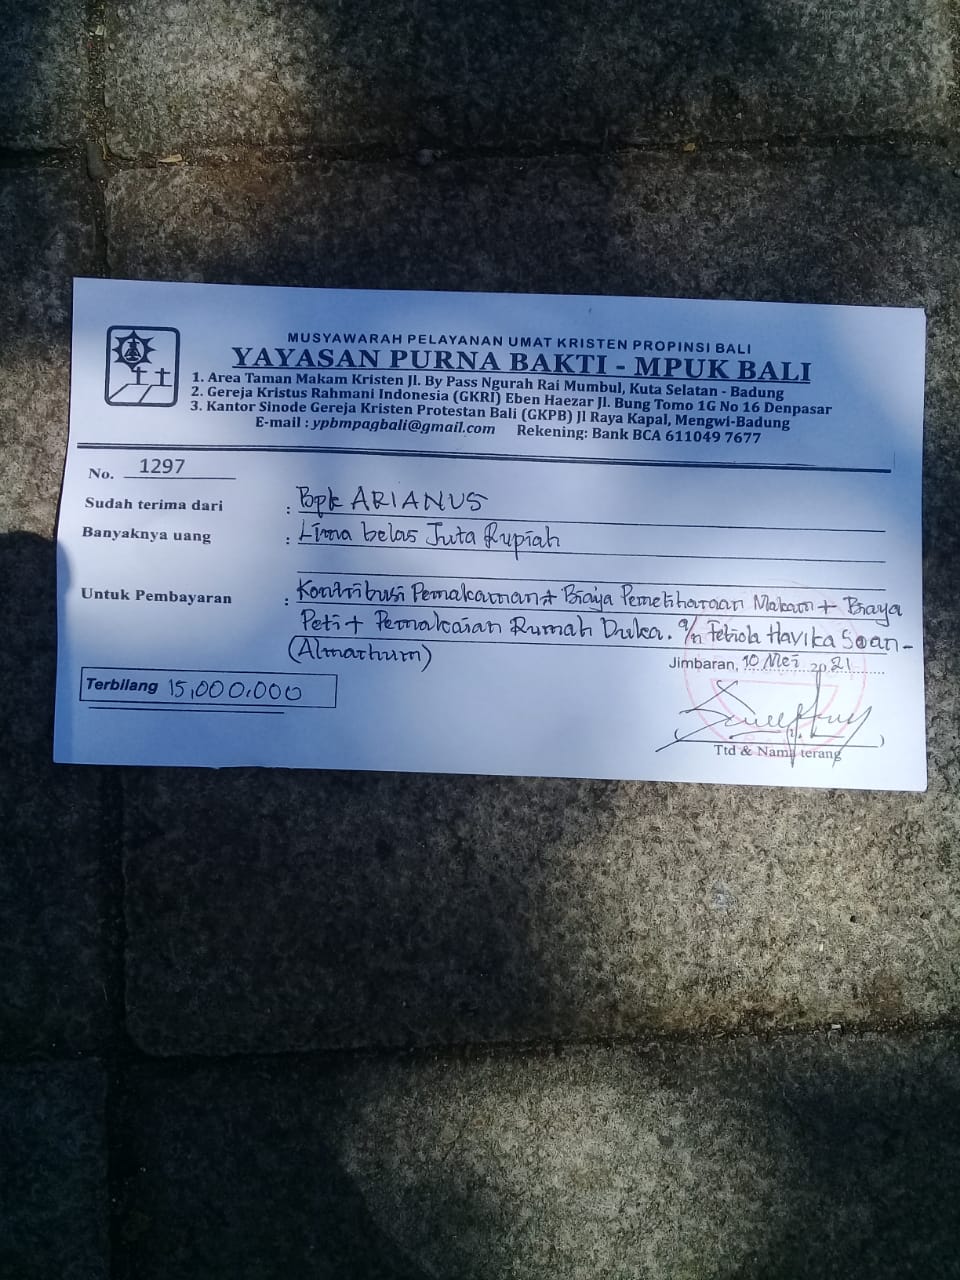 MUSYAWARAH PELAYANAN UMAT KRISTEN PROPINSI BALI
YAYASAN PURNA BAKTI - MPUK BALI
1. Area Taman Makam Kristen Jl. By Pass Ngurah Rai Mumbul, Kuta Selatan - Badung
2. Gereja Kristus Rahmani Indonesia (GKRI) Eben Haezar Jl. Bung Tomo 1G No 16 Denpasar
3. Kantor Sinode Gereja Kristen Protestan Bali (GKPB) Jl Raya Kapal, Mengwi-Badung
E-mail : ypbmpagbali@gmail.com Rekening: Bank BCA 611049 7677
No. 1297
Sudah terima dari : Bpk ARIANUS
Banyaknya uang : Lima belas Juta Rupiah
Untuk Pembayaran : Kontribusi Pemakaman + Biaya Pemeliharaan Makam + Biaya
Peti + Pemakaian Rumah Duka. a/n Febiola Havika Soan-
(Almarhum)
Jimbaran, 10 Mei 2021
Terbilang 15,000.000
Ttd & Nama terang